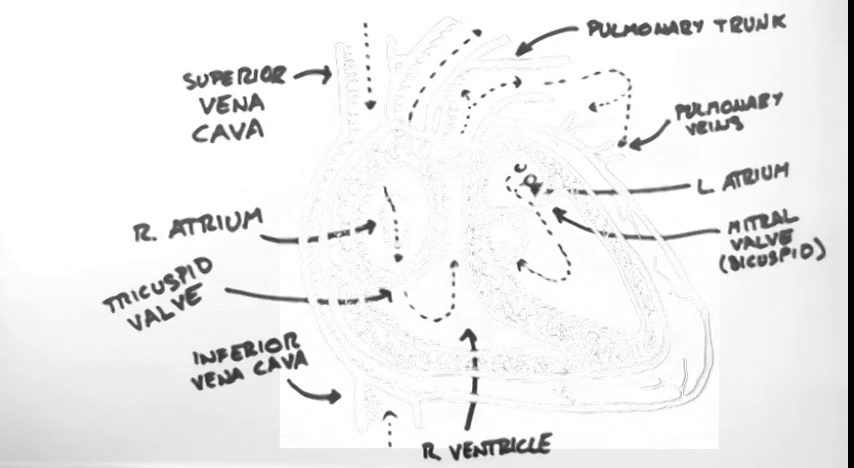 PULMONARY TRUNK
SUPERIOR
VENA
CAVA
PULMONARY
VEINS
L. ATRIUM
R. ATRIUM
MITRAL
VALVE
(BICUSPID)
TRICUSPID
VALVE
INFERIOR
VENA CAVA
R. VENTRICLE